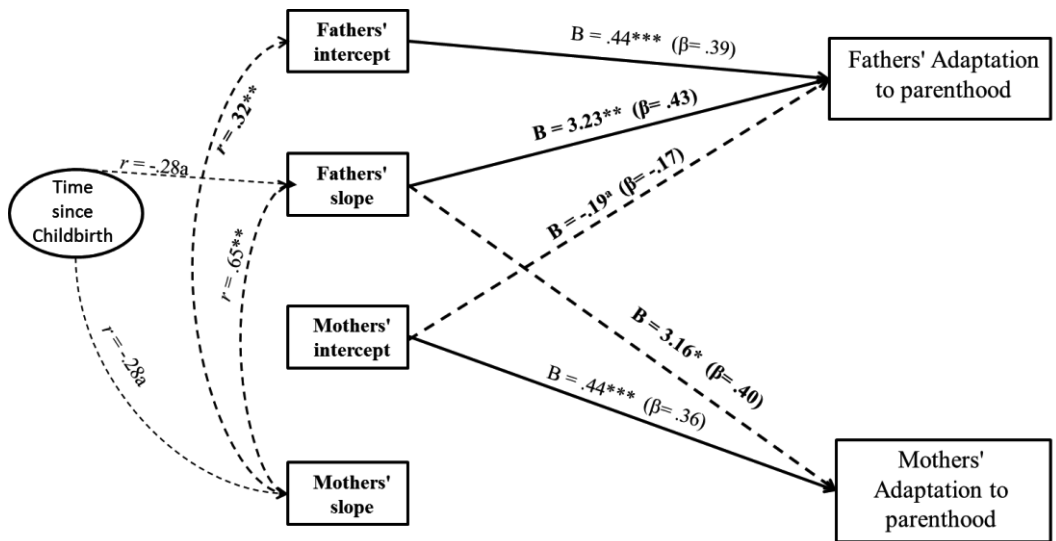 Fathers'
intercept
B = .44*** (β= .39)
Fathers' Adaptation
to parenthood
r = .32**
B = 3.23** (β= .43)
r = -.28a
Fathers'
slope
Time
since
Childbirth
B = -.19ᵃ (β= -.17)
r = .65**
Mothers'
intercept
B = 3.16* (β= .40)
r = -.28a
B = .44*** (β= .36)
Mothers'
slope
Mothers'
Adaptation to
parenthood